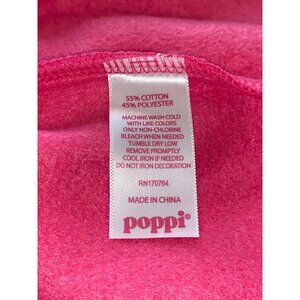 55% COTTON
45% POLYESTER
MACHINE WASH COLD
WITH LIKE COLORS
ONLY NON-CHLORINE
BLEACH WHEN NEEDED
TUMBLE DRY LOW
REMOVE PROMPTLY
COOL IRON IF NEEDED
DO NOT IRON DECORATION
RN170764
MADE IN CHINA
poppi®